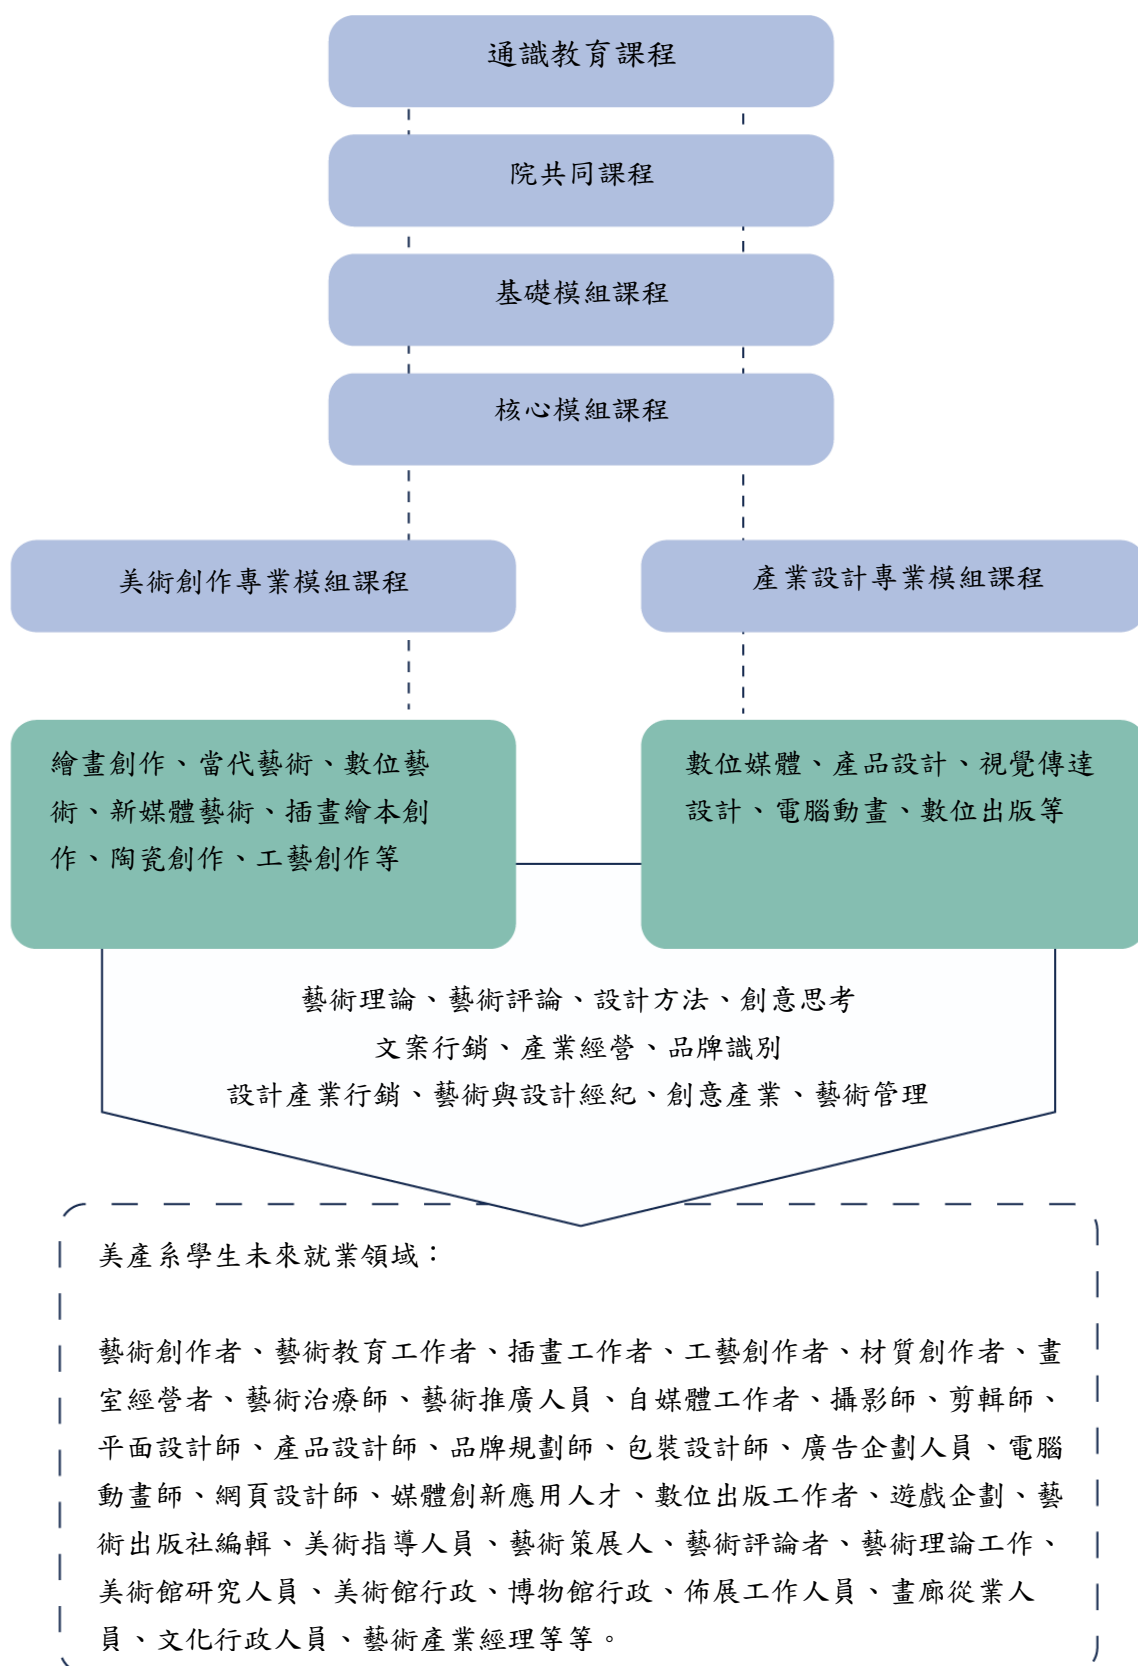 通識教育課程
院共同課程
基礎模組課程
核心模組課程
美術創作專業模組課程
產業設計專業模組課程
繪畫創作、當代藝術、數位藝
術、新媒體藝術、插畫繪本創
作、陶瓷創作、工藝創作等
數位媒體、產品設計、視覺傳達
設計、電腦動畫、數位出版等
藝術理論、藝術評論、設計方法、創意思考
文案行銷、產業經營、品牌識別
設計產業行銷、藝術與設計經紀、創意產業、藝術管理
美產系學生未來就業領域：
藝術創作者、藝術教育工作者、插畫工作者、工藝創作者、材質創作者、畫
室經營者、藝術治療師、藝術推廣人員、自媒體工作者、攝影師、剪輯師、
平面設計師、產品設計師、品牌規劃師、包裝設計師、廣告企劃人員、電腦
動畫師、網頁設計師、媒體創新應用人才、數位出版工作者、遊戲企劃、藝
術出版社編輯、美術指導人員、藝術策展人、藝術評論者、藝術理論工作、
美術館研究人員、美術館行政、博物館行政、佈展工作人員、畫廊從業人
員、文化行政人員、藝術產業經理等等。